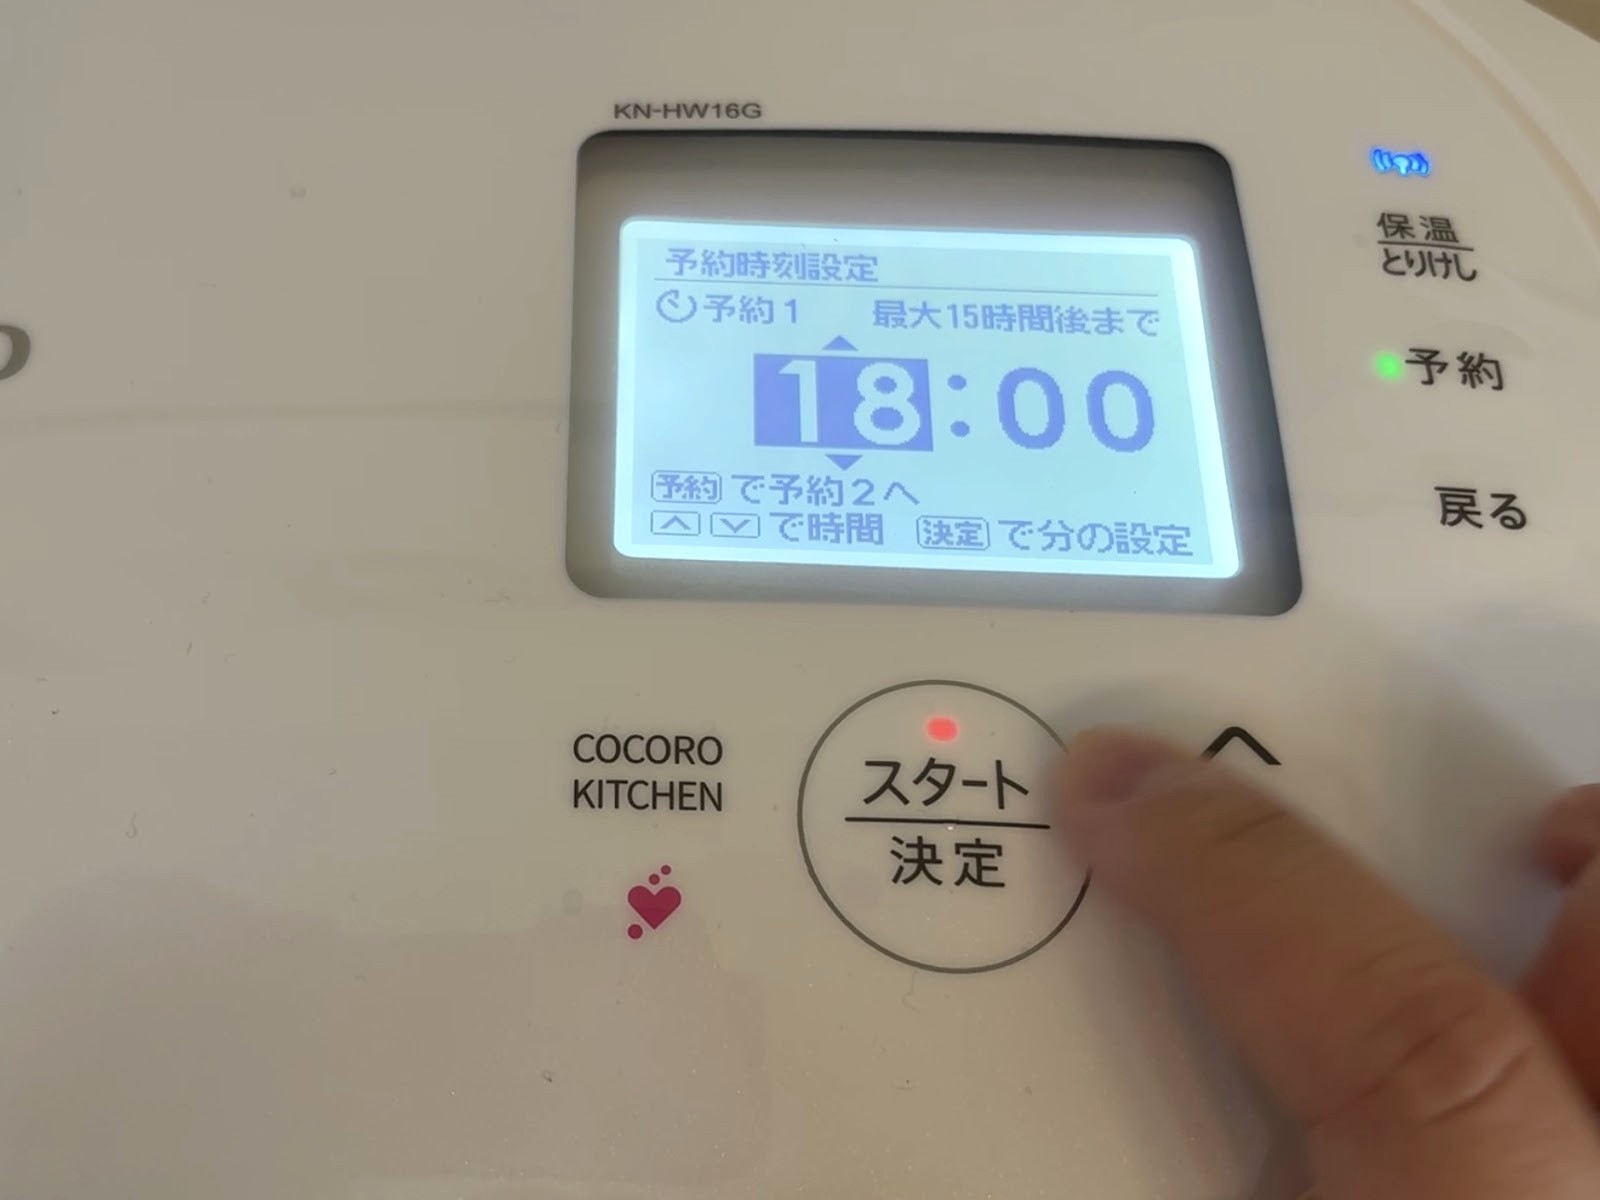 KN-HW16G
予約時刻設定
予約1 最大15時間後まで
18:00
予約 で予約2へ
で時間 決定 で分の設定
保温
とりけし
予約
戻る
COCORO
KITCHEN
スタート
決定